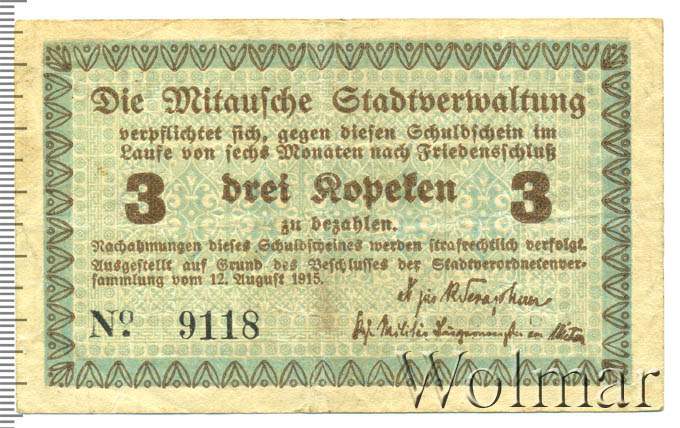 Die Mitausche Stadtverwaltung
verpflichtet sich, gegen diesen Schuldschein im
Laufe von sechs Monaten nach Friedensschluß
3 drei Kopeken 3
zu bezahlen.
Nachahmungen dieses Schuldscheines werden strafrechtlich verfolgt.
Ausgestellt auf Grund des Beschlusses der Stadtverordnetenver-
sammlung vom 12. August 1915.
No. 9118
Wolmar